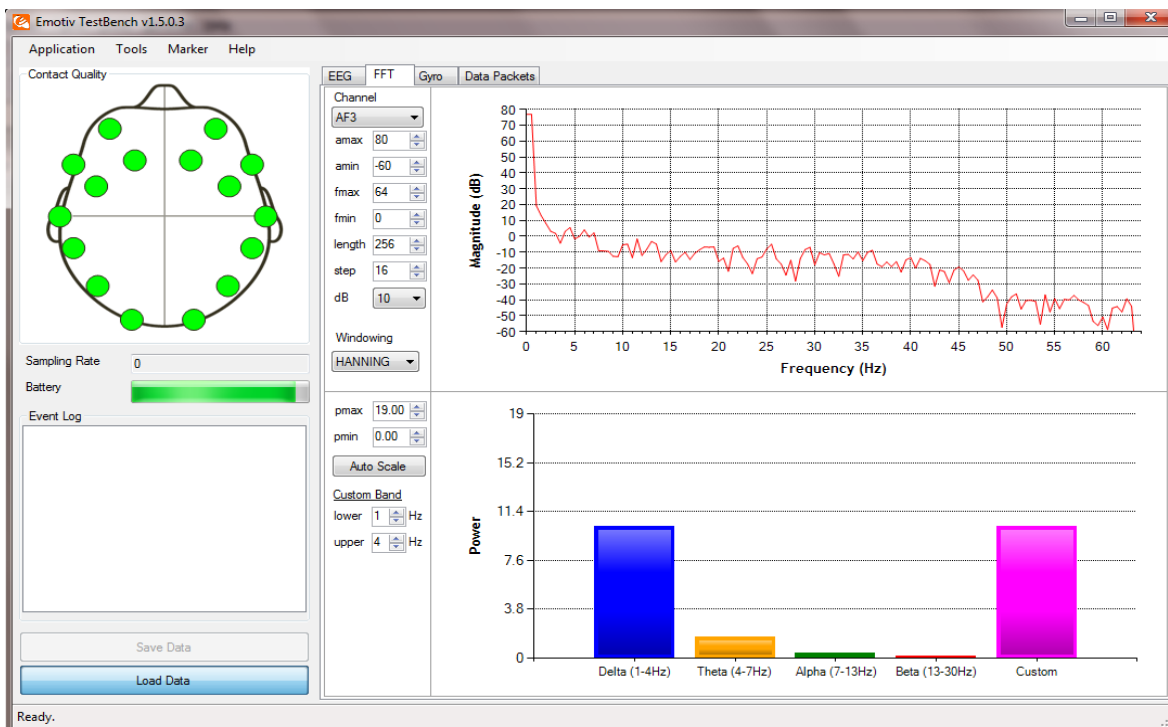 Emotiv TestBench v1.5.0.3
Application Tools Marker Help
Contact Quality
Sampling Rate 0
Battery
Event Log
Save Data
Load Data
EEG FFT Gyro Data Packets
Channel
AF3
amax 80
amin -60
fmax 64
fmin 0
length 256
step 16
dB 10
Windowing
HANNING
Magnitude (dB)
80
70
60
50
40
30
20
10
0
-10
-20
-30
-40
-50
-60
0 5 10 15 20 25 30 35 40 45 50 55 60
Frequency (Hz)
pmax 19.00
pmin 0.00
Auto Scale
Custom Band
lower 1 Hz
upper 4 Hz
Power
19
15.2
11.4
7.6
3.8
0
Delta (1-4Hz) Theta (4-7Hz) Alpha (7-13Hz) Beta (13-30Hz) Custom
Ready.